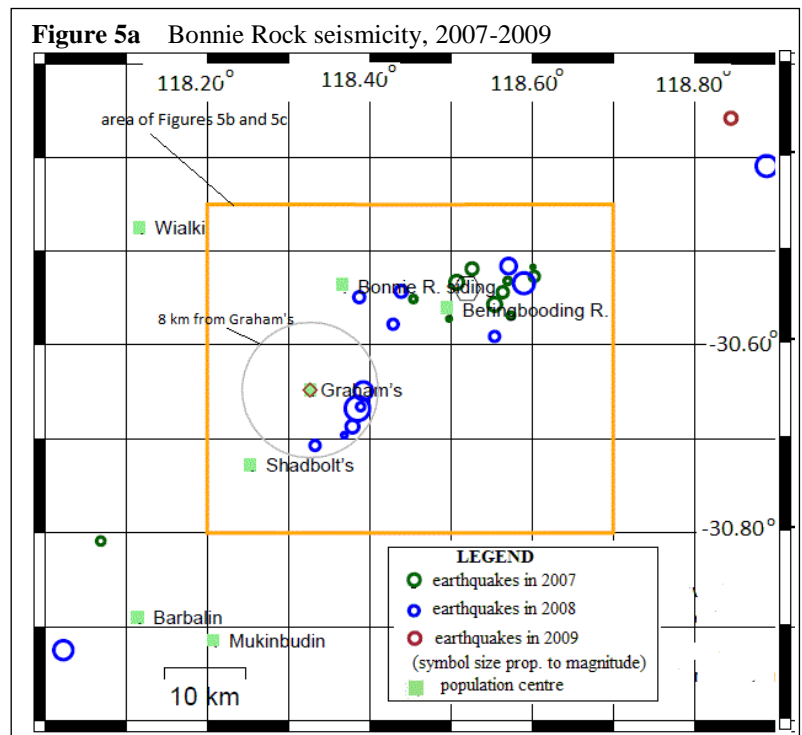 Figure 5a Bonnie Rock seismicity, 2007-2009
118.20° 118.40° 118.60° 118.80°
area of Figures 5b and 5c
Wialki
Bonnie R. siding
Beringbooding R.
8 km from Graham's
-30.60°
Graham's
Shadbolt's
-30.80°
LEGEND
earthquakes in 2007
earthquakes in 2008
earthquakes in 2009
(symbol size prop. to magnitude)
population centre
Barbalin
Mukinbudin
10 km